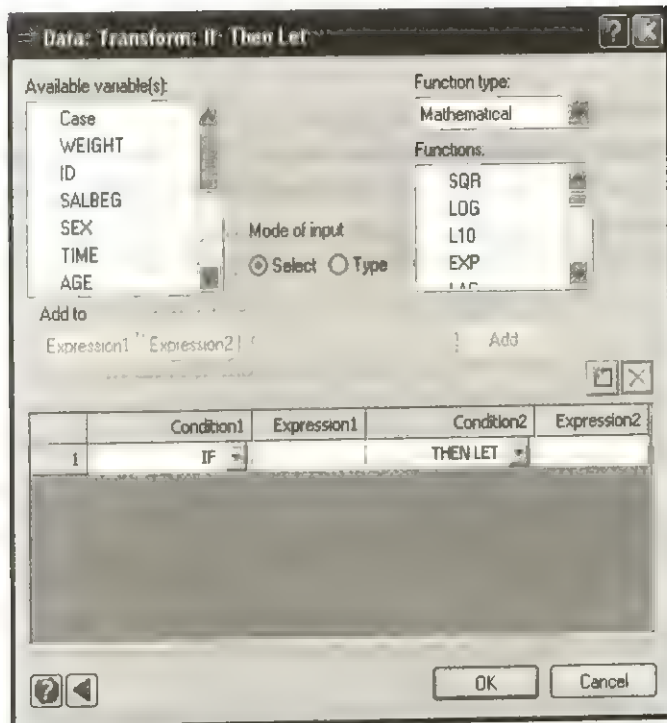 Data: Transform: If Then Let
Available variable(s):
Case
WEIGHT
ID
SALBEG
SEX
TIME
AGE
Mode of input
Select
Type
Function type:
Mathematical
Functions.
SQR
LOG
L10
EXP
LAG
Add to
Expression1
Expression2
Add
Condition1
Expression1
Condition2
Expression2
1
IF
THEN LET
OK
Cancel